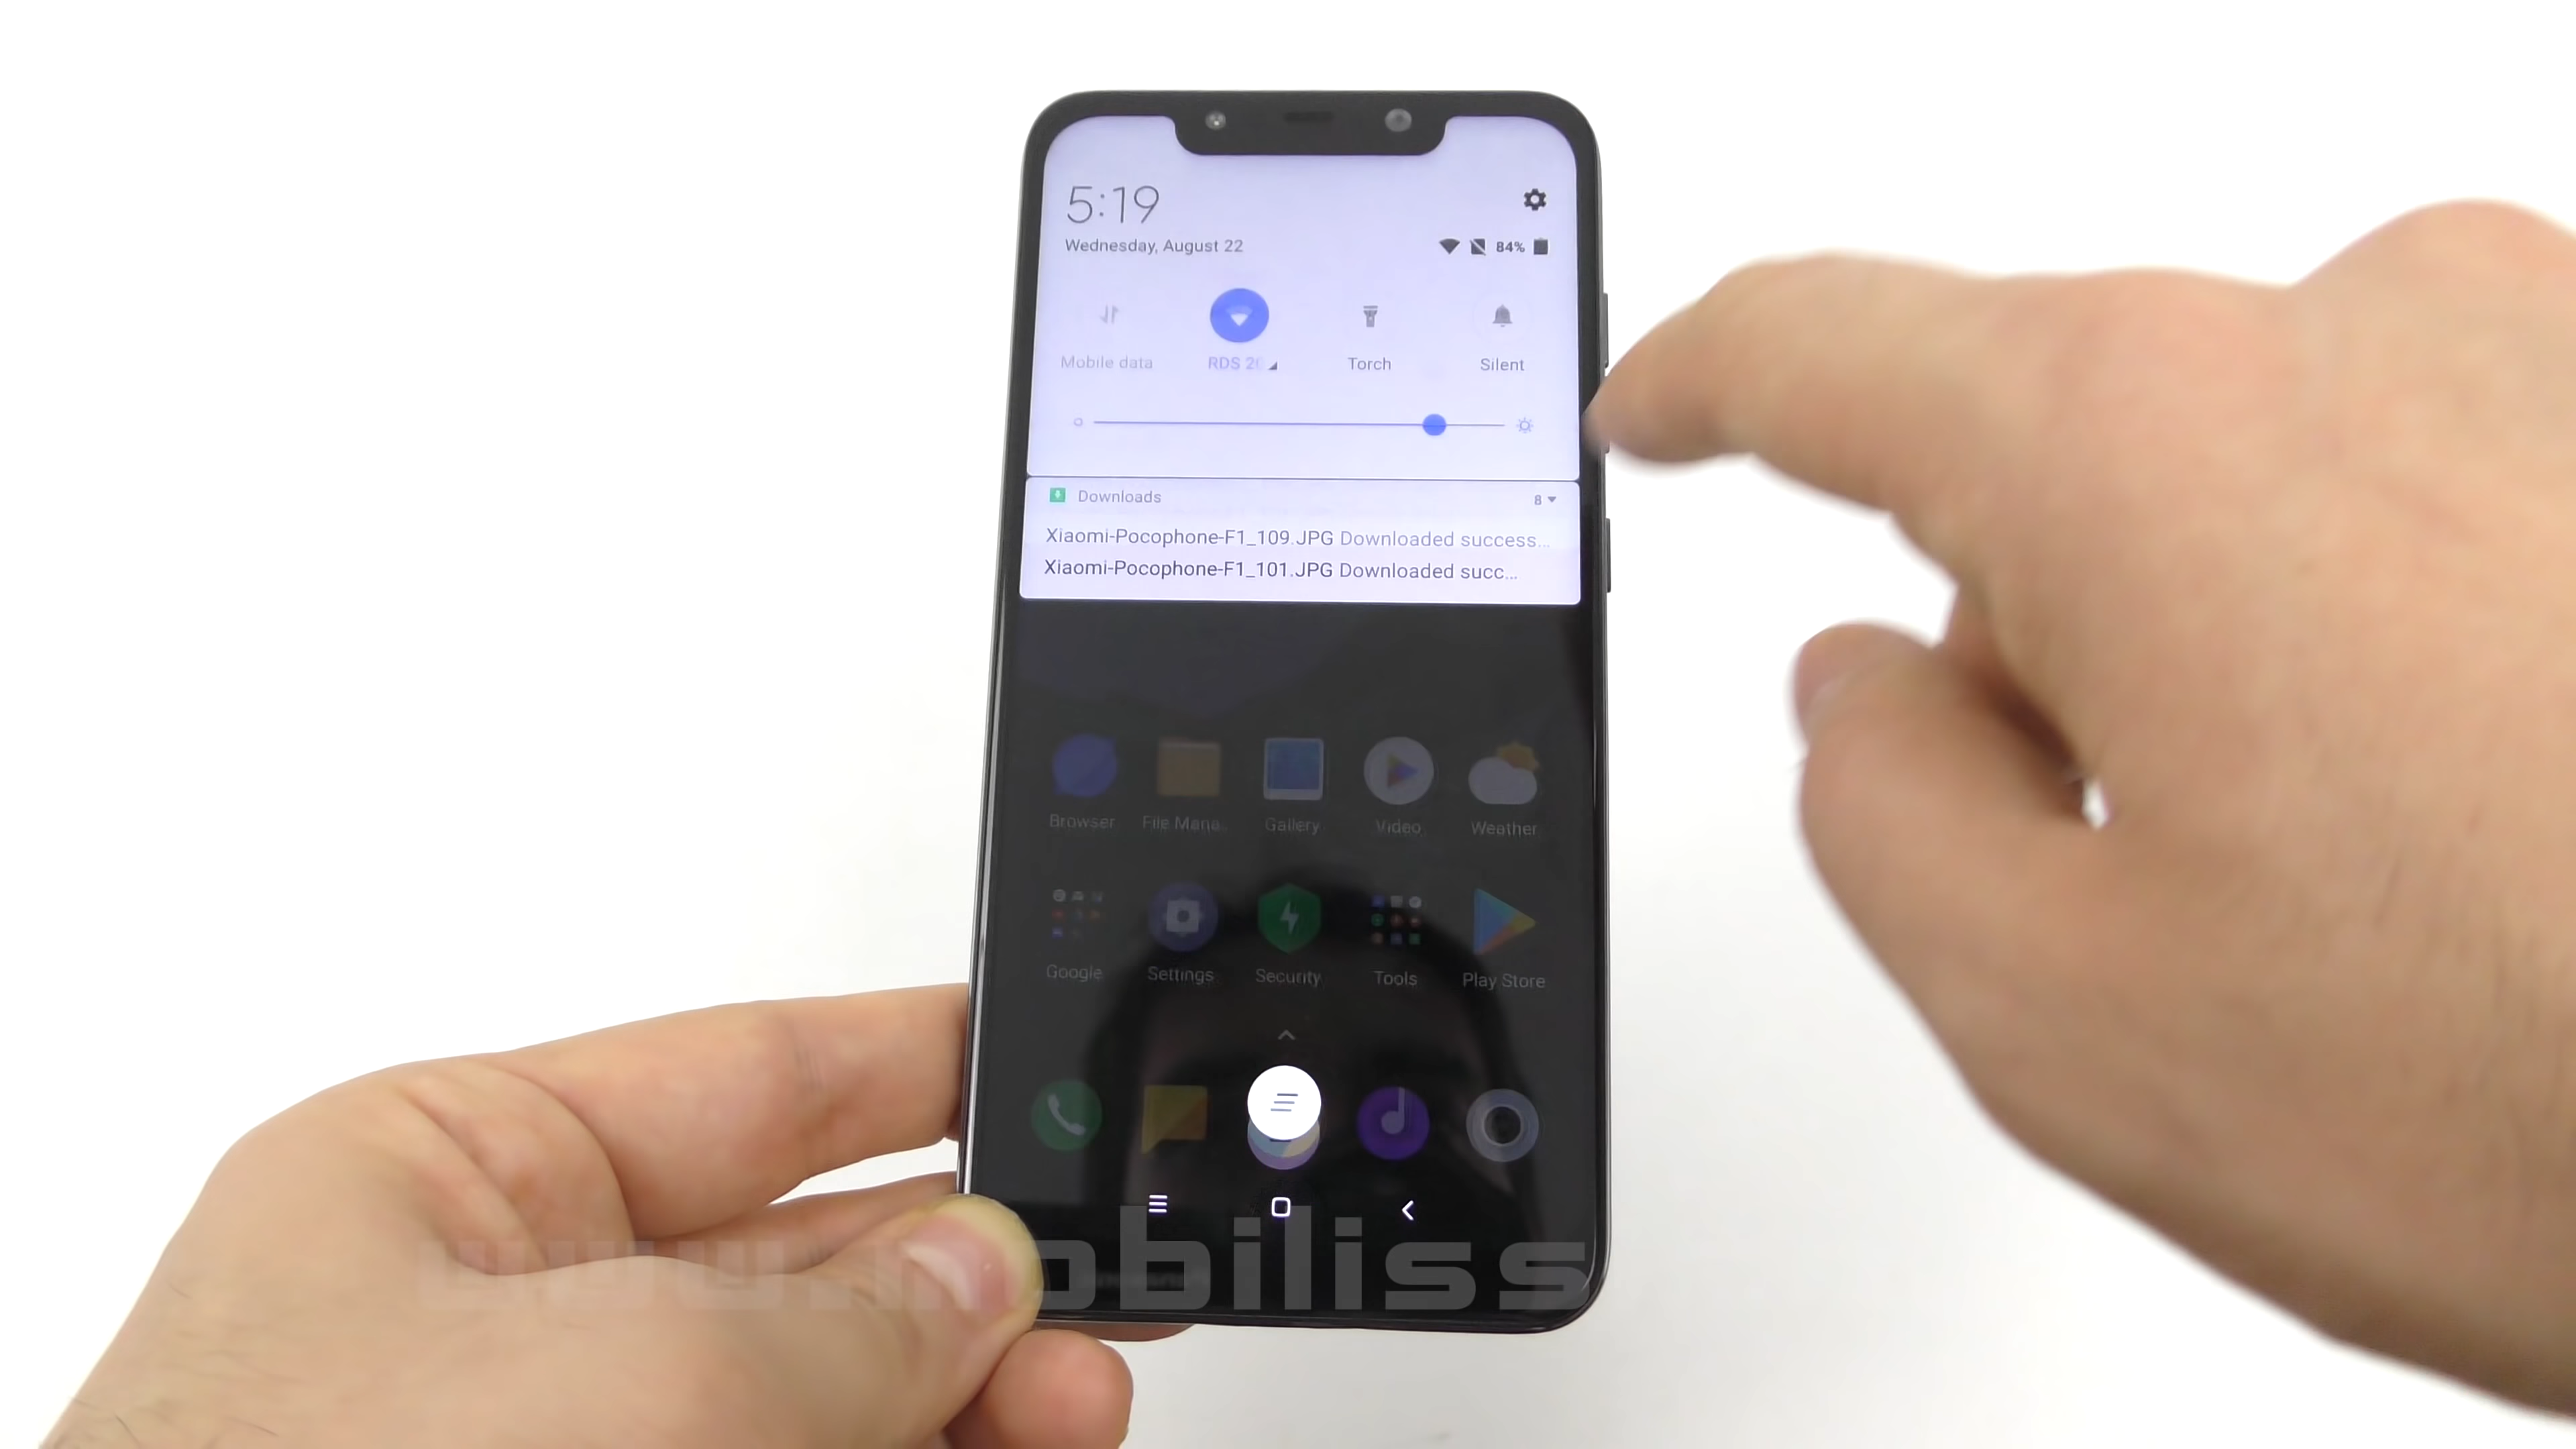 5:19
Wednesday, August 22
84%
Mobile data
RDS 2
Torch
Silent
Downloads
8
Xiaomi-Pocophone-F1_109.JPG Downloaded success...
Xiaomi-Pocophone-F1_101.JPG Downloaded succ...
Browser
File Mana..
Gallery
Video
Weather
Google
Settings
Security
Tools
Play Store
www.mobiliss